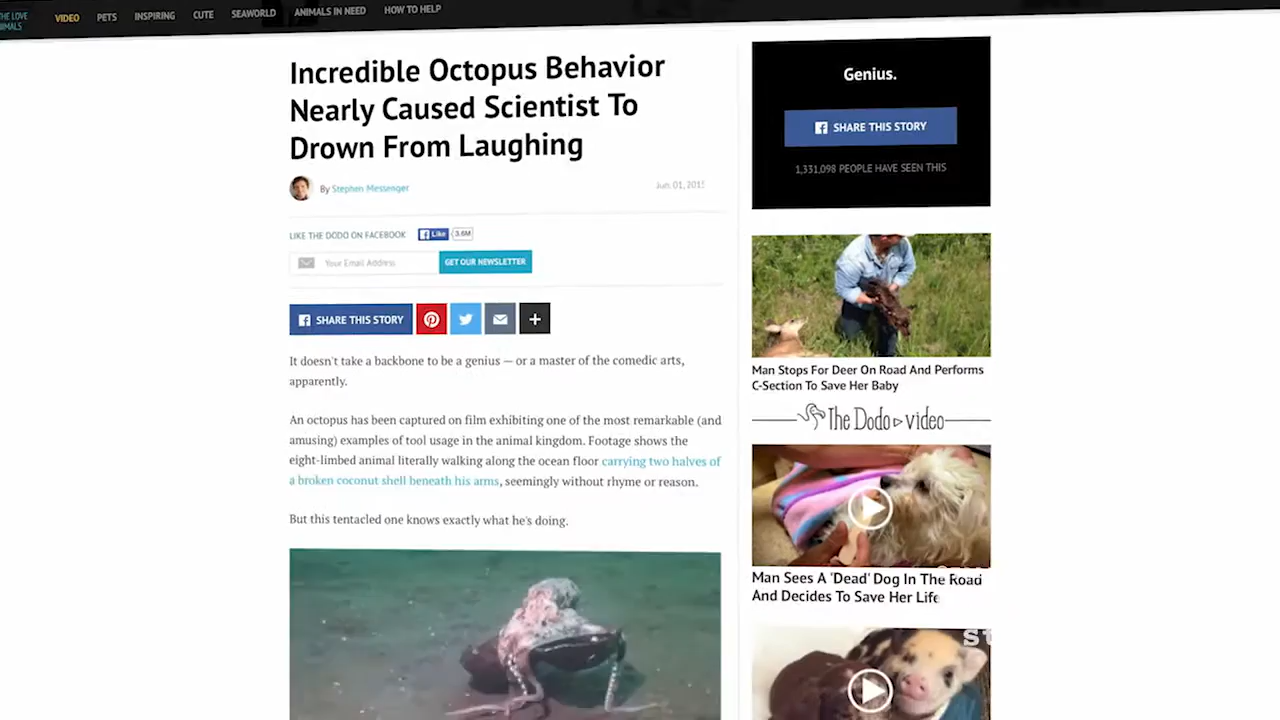 THE LOVE
VIDEO
PETS
INSPIRING
CUTE
SEAWORLD
ANIMALS IN NEED
HOW TO HELP
Incredible Octopus Behavior
Nearly Caused Scientist To
Drown From Laughing
By Stephen Messenger
Jun. 01, 2015
LIKE THE DODO ON FACEBOOK
Like
3.6M
Your Email Address
GET OUR NEWSLETTER
SHARE THIS STORY
It doesn't take a backbone to be a genius — or a master of the comedic arts,
apparently.
An octopus has been captured on film exhibiting one of the most remarkable (and
amusing) examples of tool usage in the animal kingdom. Footage shows the
eight-limbed animal literally walking along the ocean floor carrying two halves of
a broken coconut shell beneath his arms, seemingly without rhyme or reason.
But this tentacled one knows exactly what he's doing.
Genius.
SHARE THIS STORY
1,331,098 PEOPLE HAVE SEEN THIS
Man Stops For Deer On Road And Performs
C-Section To Save Her Baby
The Dodo video
Man Sees A 'Dead' Dog In The Road
And Decides To Save Her Life